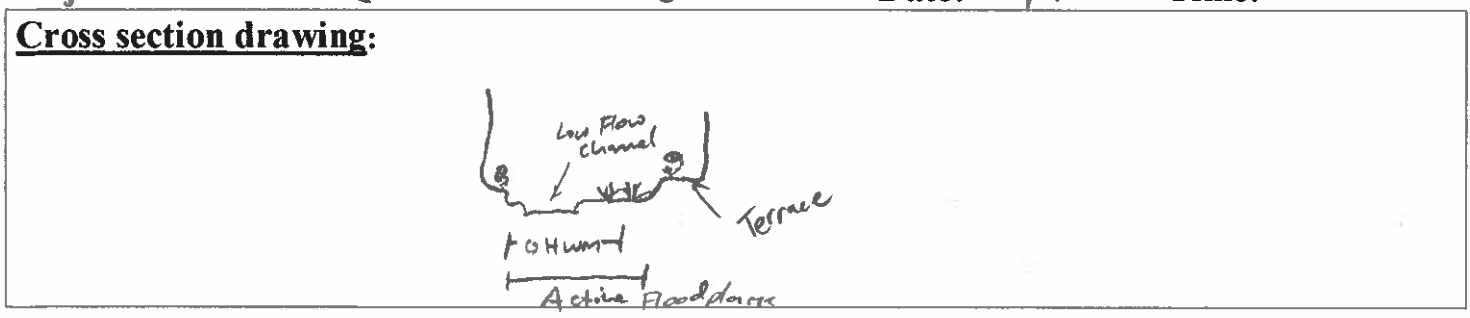 Cross section drawing:
Low Flow
Channel
Terrace
OHWM
Active Floodplain